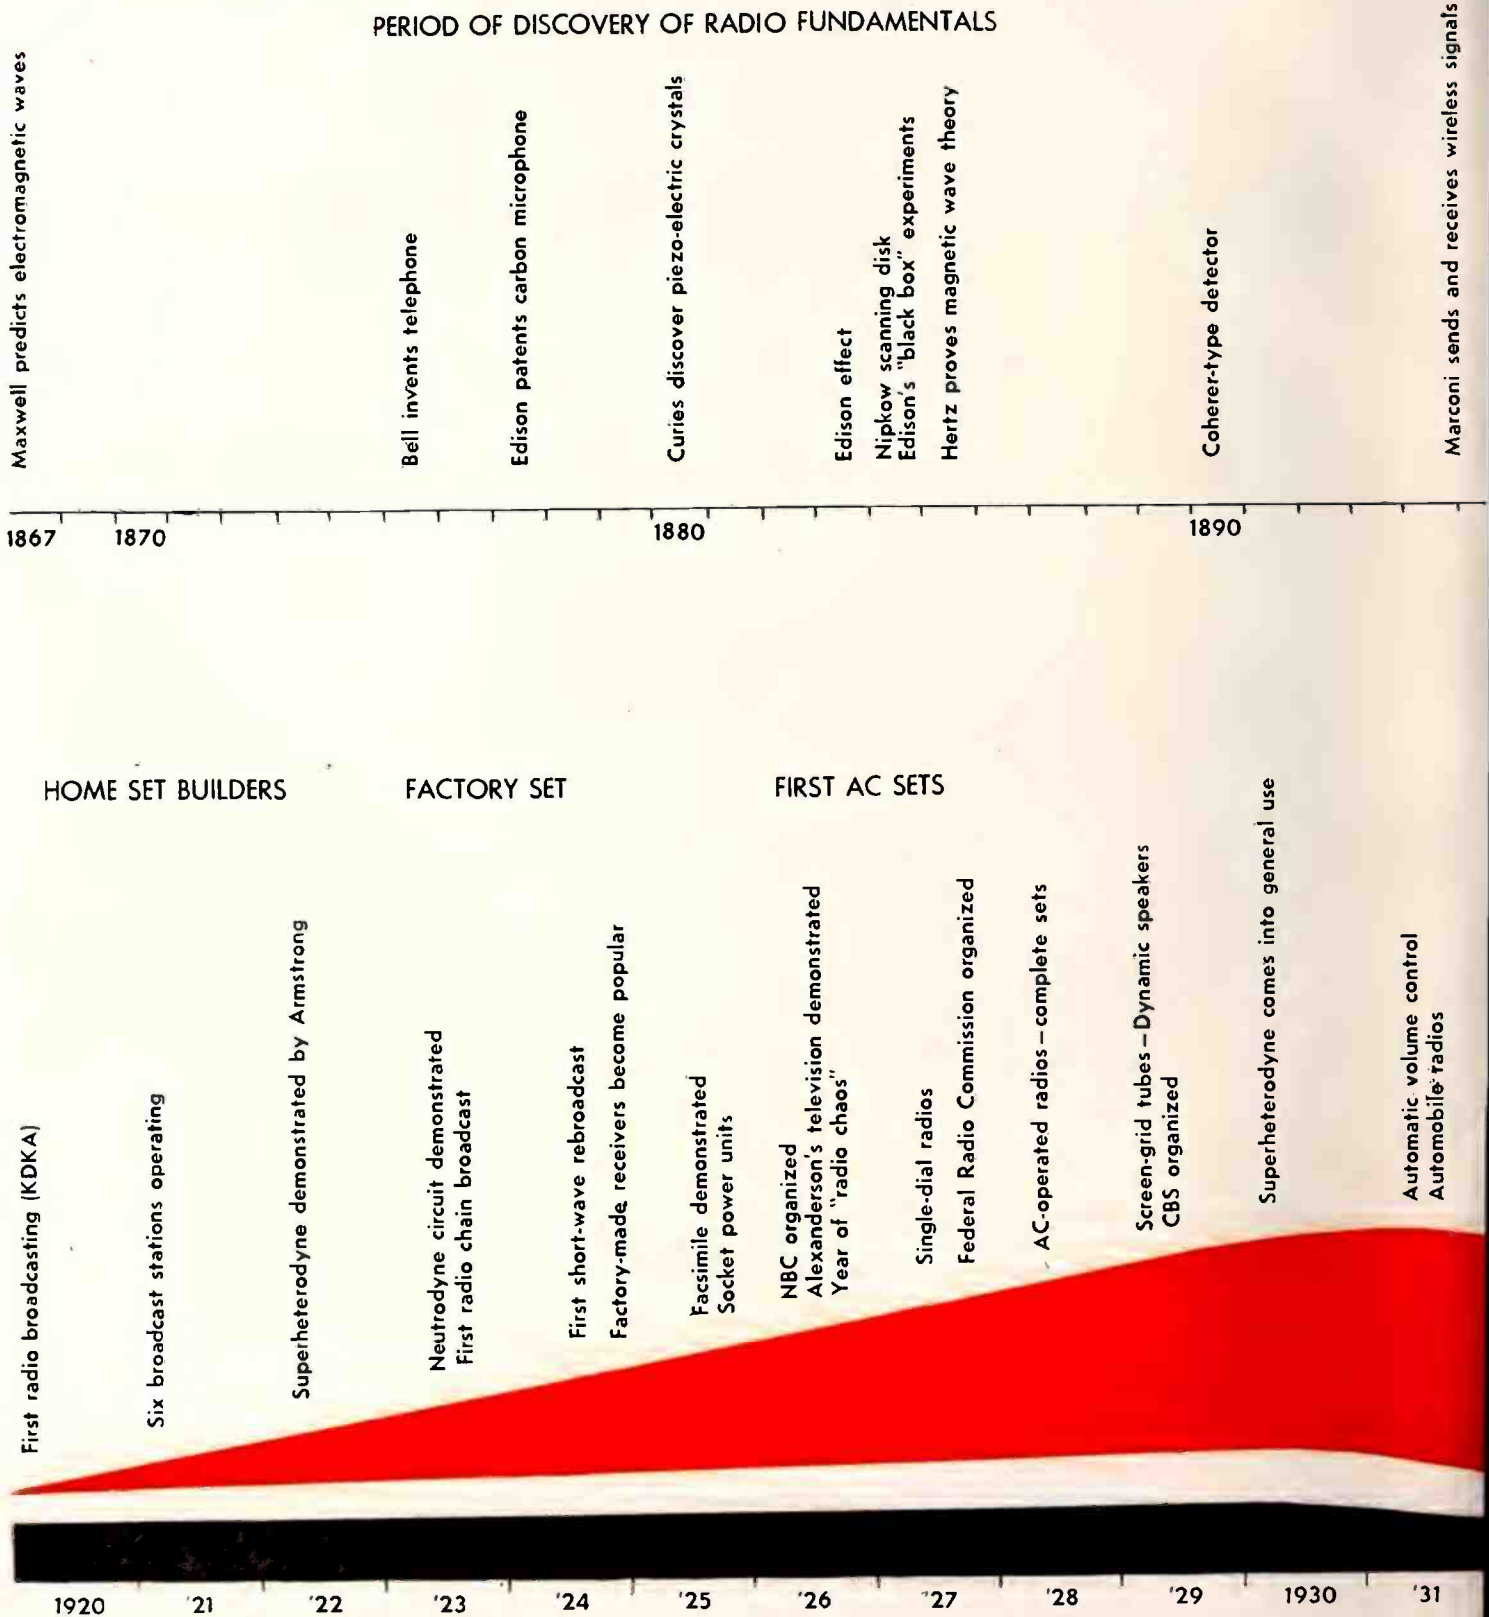 PERIOD OF DISCOVERY OF RADIO FUNDAMENTALS
Maxwell predicts electromagnetic waves
Bell invents telephone
Edison patents carbon microphone
Curies discover piezo-electric crystals
Edison effect
Nipkow scanning disk
Edison's "black box" experiments
Hertz proves magnetic wave theory
Coherer-type detector
Marconi sends and receives wireless signals
1867 1870 1880 1890
HOME SET BUILDERS FACTORY SET FIRST AC SETS
First radio broadcasting (KDKA)
Six broadcast stations operating
Superheterodyne demonstrated by Armstrong
Neutrodyne circuit demonstrated
First radio chain broadcast
First short-wave rebroadcast
Factory-made receivers become popular
Facsimile demonstrated
Socket power units
NBC organized
Alexanderson's television demonstrated
Year of "radio chaos"
Single-dial radios
Federal Radio Commission organized
AC-operated radios – complete sets
Screen-grid tubes – Dynamic speakers
CBS organized
Superheterodyne comes into general use
Automatic volume control
Automobile radios
1920 '21 '22 '23 '24 '25 '26 '27 '28 '29 1930 '31